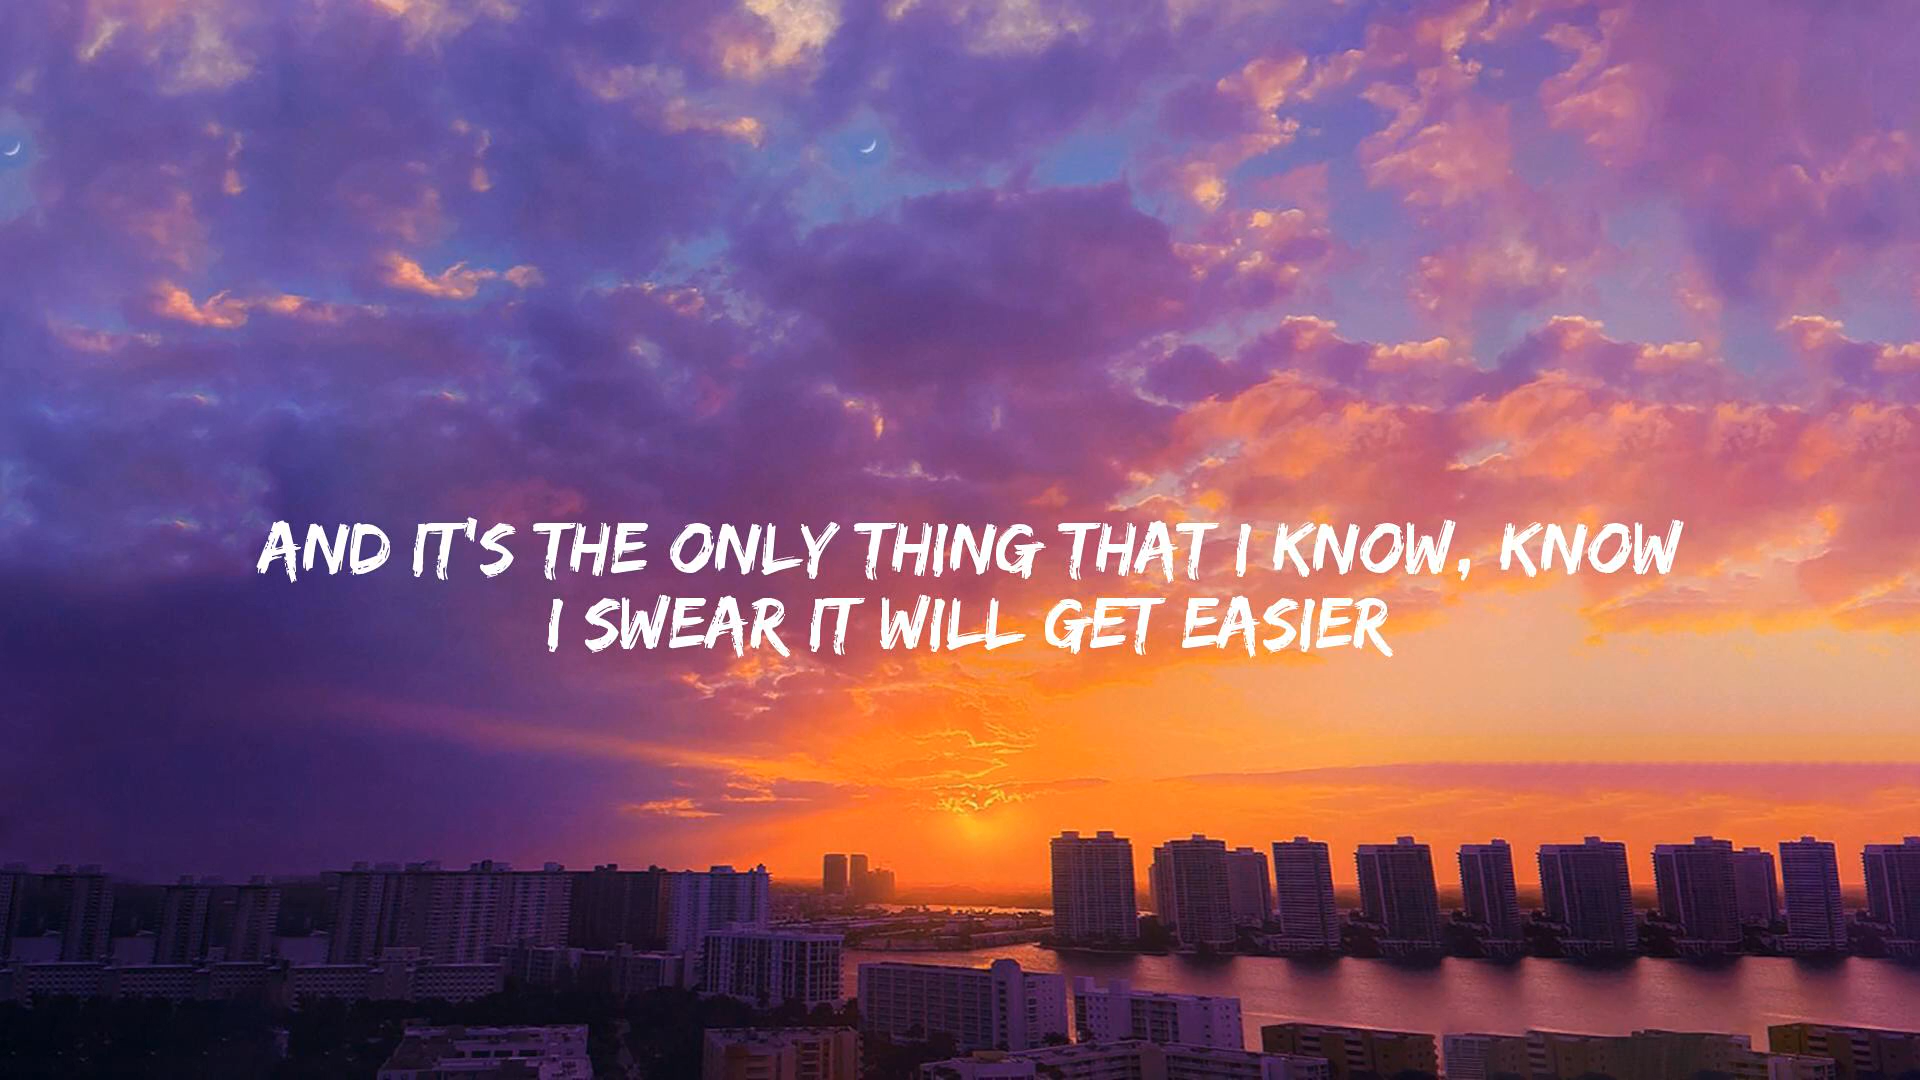 AND IT'S THE ONLY THING THAT I KNOW, KNOW
I SWEAR IT WILL GET EASIER